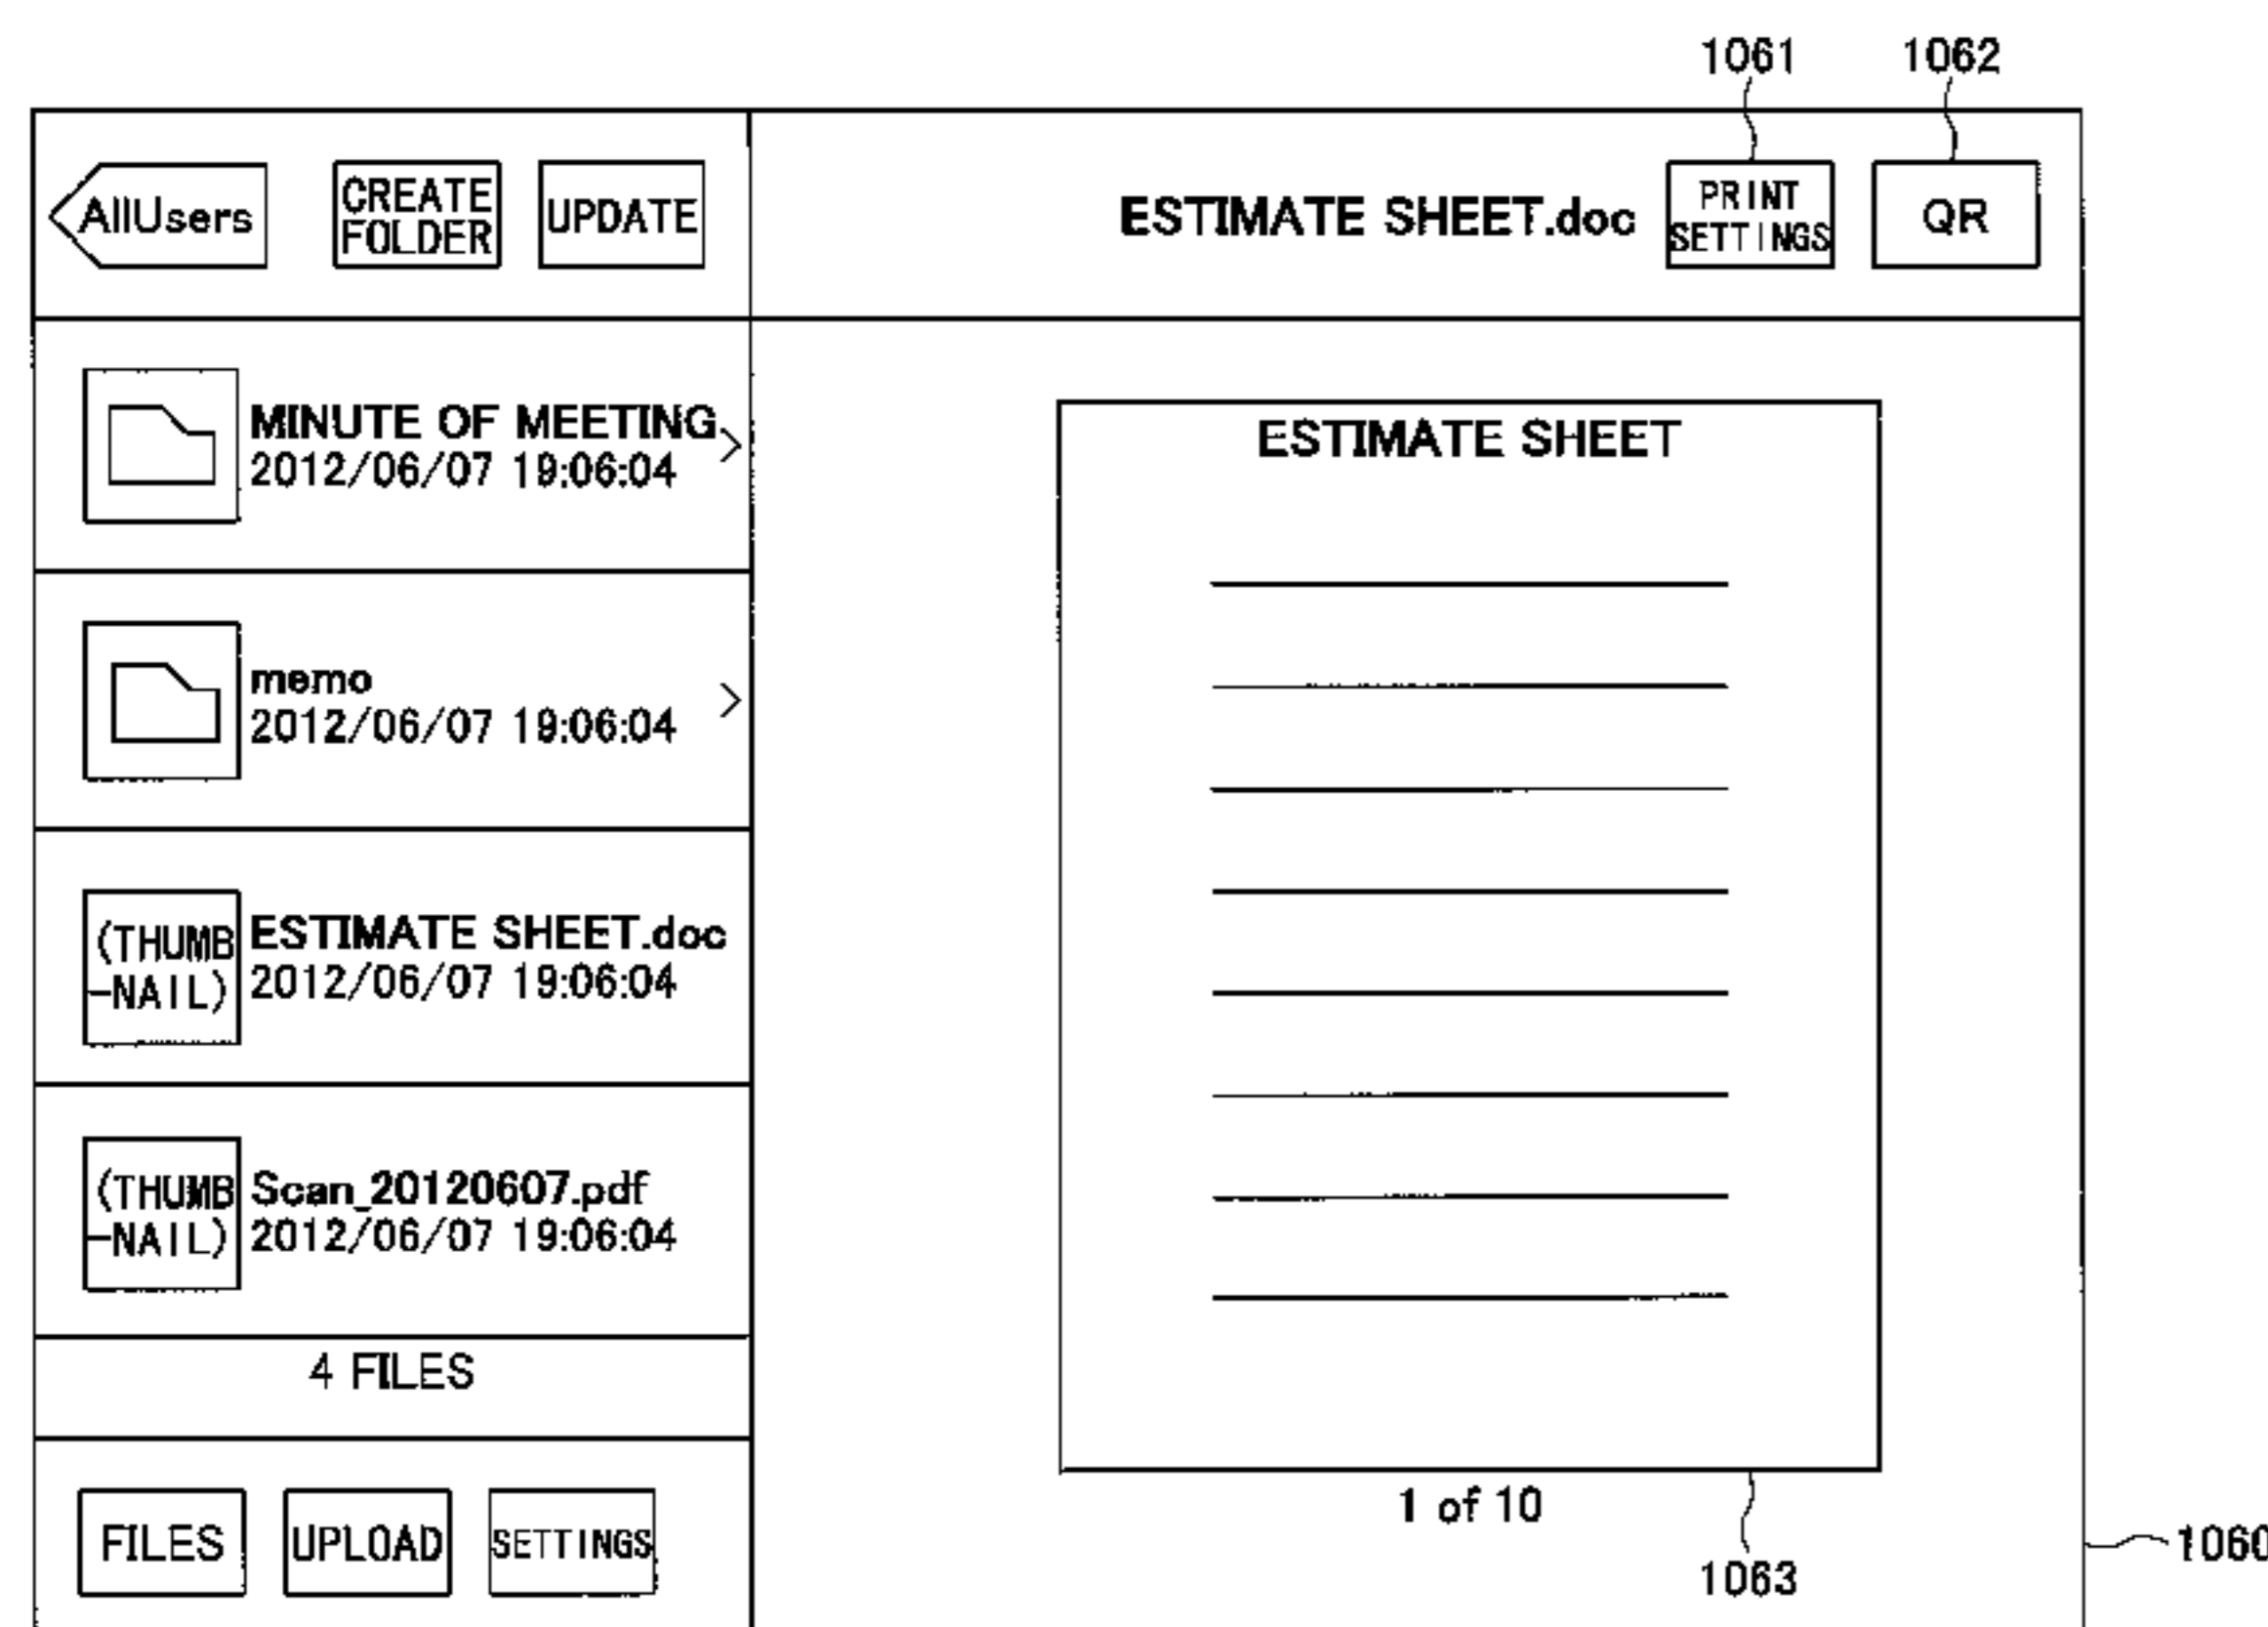 1061
1062
AllUsers
CREATE
FOLDER
UPDATE
ESTIMATE SHEET.doc
PRINT
SETTINGS
QR
MINUTE OF MEETING
2012/06/07 19:06:04
>
memo
2012/06/07 19:06:04
>
(THUMB
-NAIL)
ESTIMATE SHEET.doc
2012/06/07 19:06:04
(THUMB
-NAIL)
Scan_20120607.pdf
2012/06/07 19:06:04
4 FILES
FILES
UPLOAD
SETTINGS
ESTIMATE SHEET
1 of 10
1063
1060